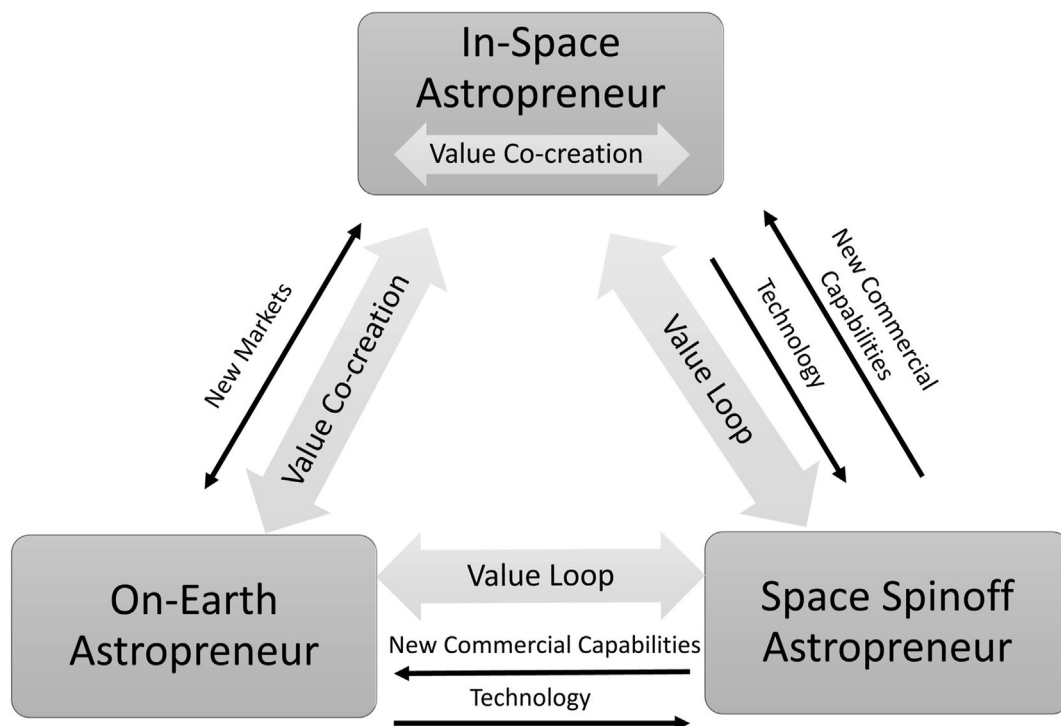 In-Space
Astropreneur
Value Co-creation
New Markets
Value Co-creation
Value Loop
Technology
New Commercial
Capabilities
On-Earth
Astropreneur
Value Loop
New Commercial Capabilities
Technology
Space Spinoff
Astropreneur